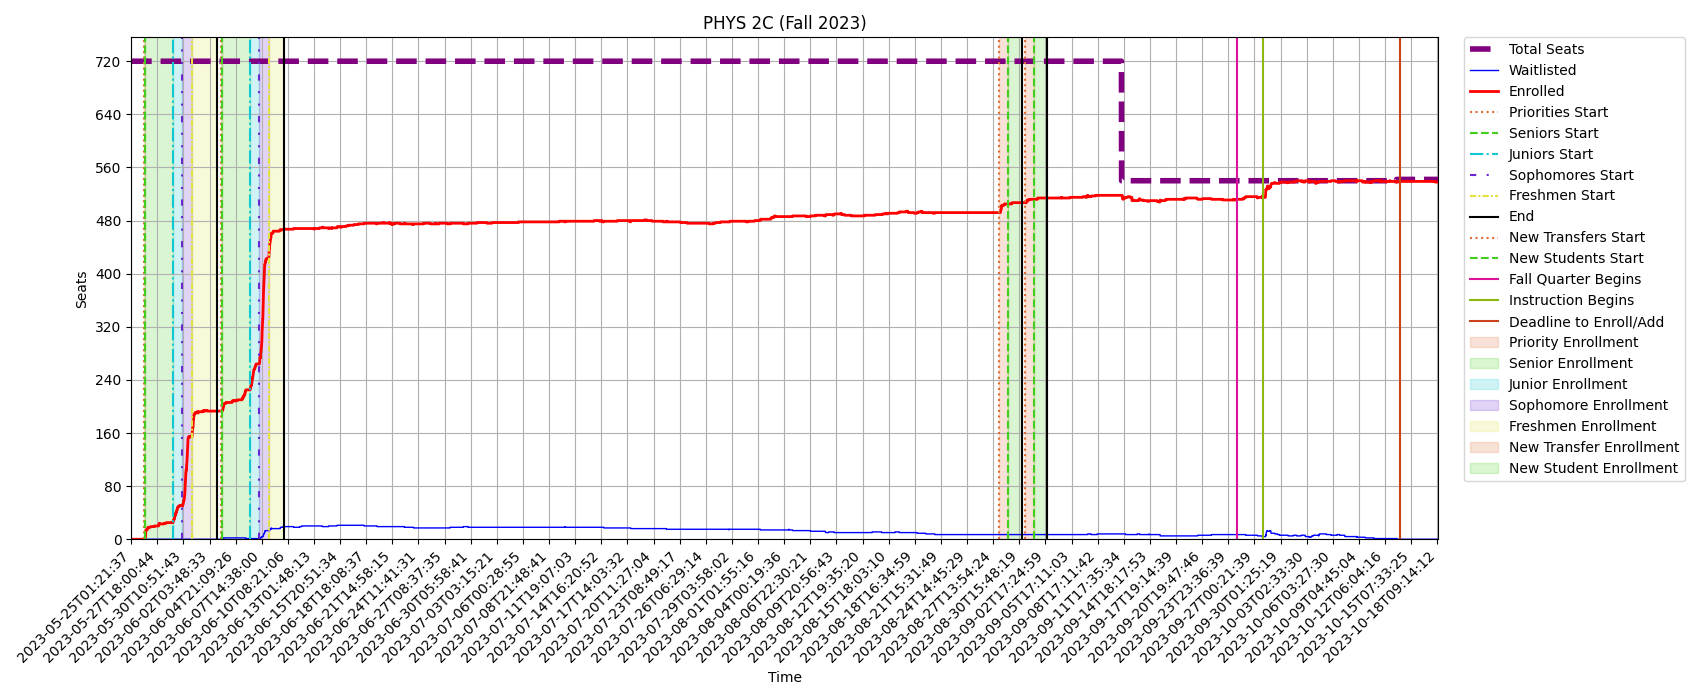 PHYS 2C (Fall 2023)
Seats
720
640
560
480
400
320
240
160
80
0
2023-05-25T01:21:37
2023-05-27T18:00:44
2023-05-30T10:51:43
2023-06-02T03:48:33
2023-06-04T21:09:26
2023-06-07T14:38:00
2023-06-10T08:21:06
2023-06-13T01:48:13
2023-06-15T20:51:34
2023-06-18T18:08:37
2023-06-21T14:58:15
2023-06-24T11:41:31
2023-06-27T08:37:35
2023-06-30T05:58:41
2023-07-03T03:15:21
2023-07-06T00:28:55
2023-07-08T21:48:41
2023-07-11T19:07:03
2023-07-14T16:20:52
2023-07-17T14:03:32
2023-07-20T11:27:04
2023-07-23T08:49:17
2023-07-26T06:29:14
2023-07-29T03:58:02
2023-08-01T01:55:16
2023-08-04T00:19:36
2023-08-06T22:30:21
2023-08-09T20:56:43
2023-08-12T19:35:20
2023-08-15T18:03:10
2023-08-18T16:34:59
2023-08-21T15:31:49
2023-08-24T14:45:29
2023-08-27T13:54:24
2023-08-30T15:48:19
2023-09-02T17:24:59
2023-09-05T17:11:03
2023-09-08T17:11:42
2023-09-11T17:35:34
2023-09-14T18:17:53
2023-09-17T19:14:39
2023-09-20T19:47:46
2023-09-23T23:36:39
2023-09-27T00:21:39
2023-09-30T01:25:19
2023-10-03T02:33:30
2023-10-06T03:27:30
2023-10-09T04:45:04
2023-10-12T06:04:16
2023-10-15T07:33:25
2023-10-18T09:14:12
Time
Total Seats
Waitlisted
Enrolled
Priorities Start
Seniors Start
Juniors Start
Sophomores Start
Freshmen Start
End
New Transfers Start
New Students Start
Fall Quarter Begins
Instruction Begins
Deadline to Enroll/Add
Priority Enrollment
Senior Enrollment
Junior Enrollment
Sophomore Enrollment
Freshmen Enrollment
New Transfer Enrollment
New Student Enrollment